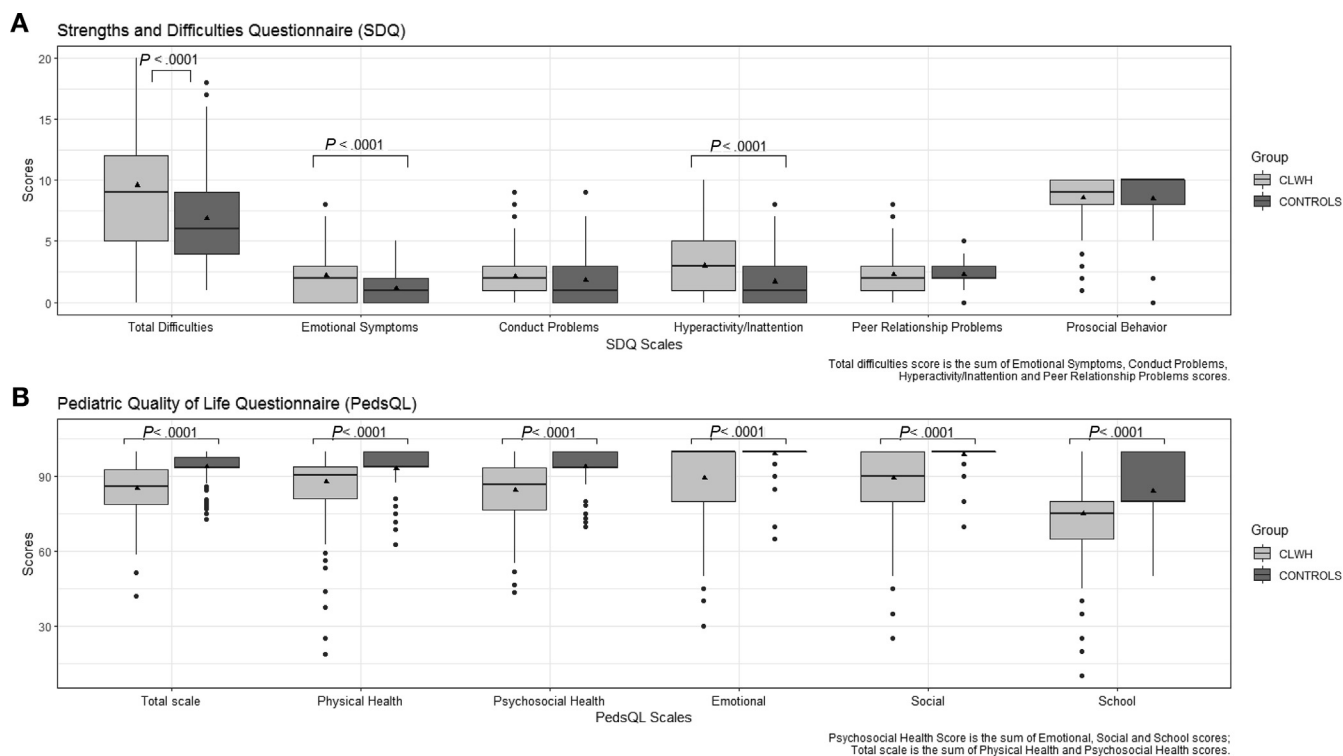 A
Strengths and Difficulties Questionnaire (SDQ)
P < .0001
P < .0001
P < .0001
20
15
10
5
0
Scores
Total Difficulties
Emotional Symptoms
Conduct Problems
Hyperactivity/Inattention
Peer Relationship Problems
Prosocial Behavior
SDQ Scales
Group
CLWH
CONTROLS
Total difficulties score is the sum of Emotional Symptoms, Conduct Problems,
Hyperactivity/Inattention and Peer Relationship Problems scores.
B
Pediatric Quality of Life Questionnaire (PedsQL)
P< .0001
P< .0001
P< .0001
P< .0001
P< .0001
P< .0001
90
60
30
Scores
Total scale
Physical Health
Psychosocial Health
Emotional
Social
School
PedsQL Scales
Group
CLWH
CONTROLS
Psychosocial Health Score is the sum of Emotional, Social and School scores;
Total scale is the sum of Physical Health and Psychosocial Health scores.